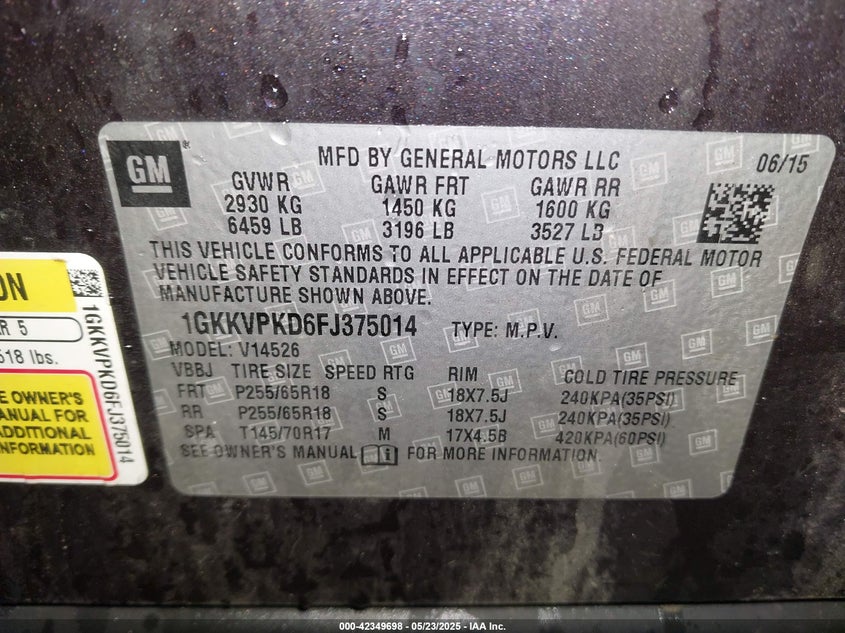 GM
MFD BY GENERAL MOTORS LLC
06/15
GVWR GAWR FRT GAWR RR
2930 KG 1450 KG 1600 KG
6459 LB 3196 LB 3527 LB
THIS VEHICLE CONFORMS TO ALL APPLICABLE U.S. FEDERAL MOTOR
VEHICLE SAFETY STANDARDS IN EFFECT ON THE DATE OF
MANUFACTURE SHOWN ABOVE.
1GKKVPKD6FJ375014 TYPE: M.P.V.
MODEL: V14526
VBBJ TIRE SIZE SPEED RTG RIM COLD TIRE PRESSURE
FRT P255/65R18 S 18X7.5J 240KPA(35PSI)
RR P255/65R18 S 18X7.5J 240KPA(35PSI)
SPA T145/70R17 M 17X4.5B 420KPA(60PSI)
SEE OWNER'S MANUAL i FOR MORE INFORMATION.
ON
R 5
618 lbs.
E OWNER'S
MANUAL FOR
ADDITIONAL
INFORMATION
1GKKVPKD6FJ375014
000-42349698 - 05/23/2025 - IAA Inc.